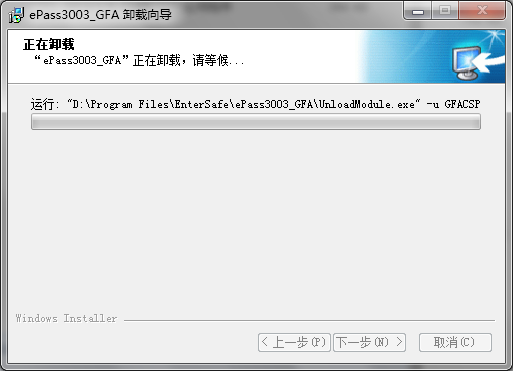 ePass3003_GFA 卸载向导
正在卸载
“ePass3003_GFA”正在卸载，请等候...
运行: "D:\Program Files\EnterSafe\ePass3003_GFA\UnloadModule.exe" -u GFACSP
Windows Installer
< 上一步(P) 下一步(N) > 取消(C)